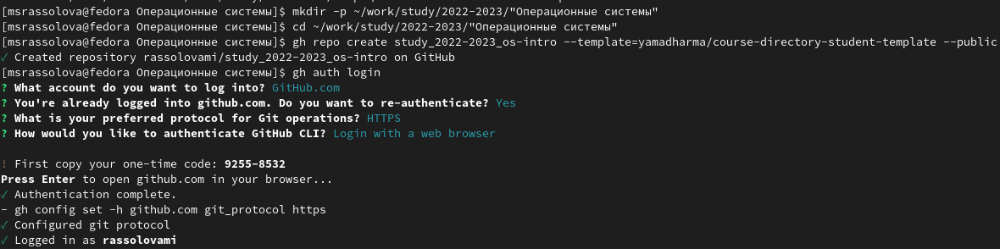 [msrassolova@fedora Операционные системы]$ mkdir -p ~/work/study/2022-2023/"Операционные системы"
[msrassolova@fedora Операционные системы]$ cd ~/work/study/2022-2023/"Операционные системы"
[msrassolova@fedora Операционные системы]$ gh repo create study_2022-2023_os-intro --template=yamadharma/course-directory-student-template --public
✓ Created repository rassolovami/study_2022-2023_os-intro on GitHub
[msrassolova@fedora Операционные системы]$ gh auth login
? What account do you want to log into? GitHub.com
? You're already logged into github.com. Do you want to re-authenticate? Yes
? What is your preferred protocol for Git operations? HTTPS
? How would you like to authenticate GitHub CLI? Login with a web browser
! First copy your one-time code: 9255-8532
Press Enter to open github.com in your browser...
✓ Authentication complete.
- gh config set -h github.com git_protocol https
✓ Configured git protocol
✓ Logged in as rassolovami